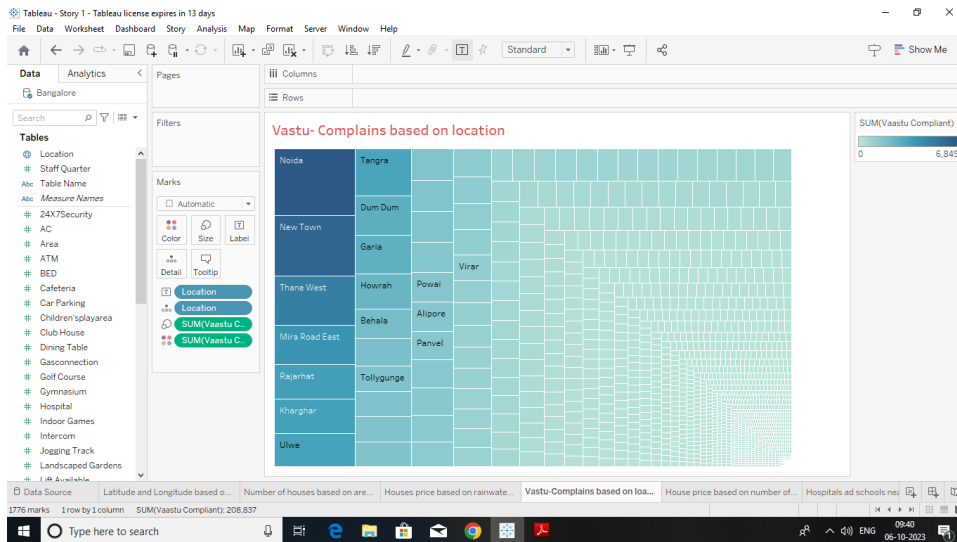 Tableau - Story 1 - Tableau license expires in 13 days
File Data Worksheet Dashboard Story Analysis Map Format Server Window Help
Standard
Show Me
Data Analytics
Pages
Columns
Bangalore
Rows
Search
Filters
Vastu- Complains based on location
SUM(Vaastu Compliant)
Tables
0 6,849
Location
Noida
Tangra
Staff Quarter
Table Name
Abc
Marks
Measure Names
Abc
Automatic
24X7Security
Dum Dum
AC
New Town
Color Size Label
Area
Garia
ATM
Virar
BED
Detail Tooltip
Cafeteria
Thane West
Howrah
Powai
Location
Car Parking
Location
Children'splayarea
Behala
Alipore
SUM(Vaastu C..
Club House
Mira Road East
Panvel
SUM(Vaastu C..
Dining Table
Gasconnection
Golf Course
Rajarhat
Tollygunge
Gymnasium
Hospital
Kharghar
Indoor Games
Intercom
Ulwe
Jogging Track
Landscaped Gardens
Lift Available
Data Source Latitude and Longitude based o... Number of houses based on are... Houses price based on rainwate... Vastu-Complains based on loa... House price based on number of... Hospitals ad schools nea
1776 marks 1 row by 1 column SUM(Vaastu Compliant): 208,837
Type here to search
ENG
09:40
06-10-2023
1